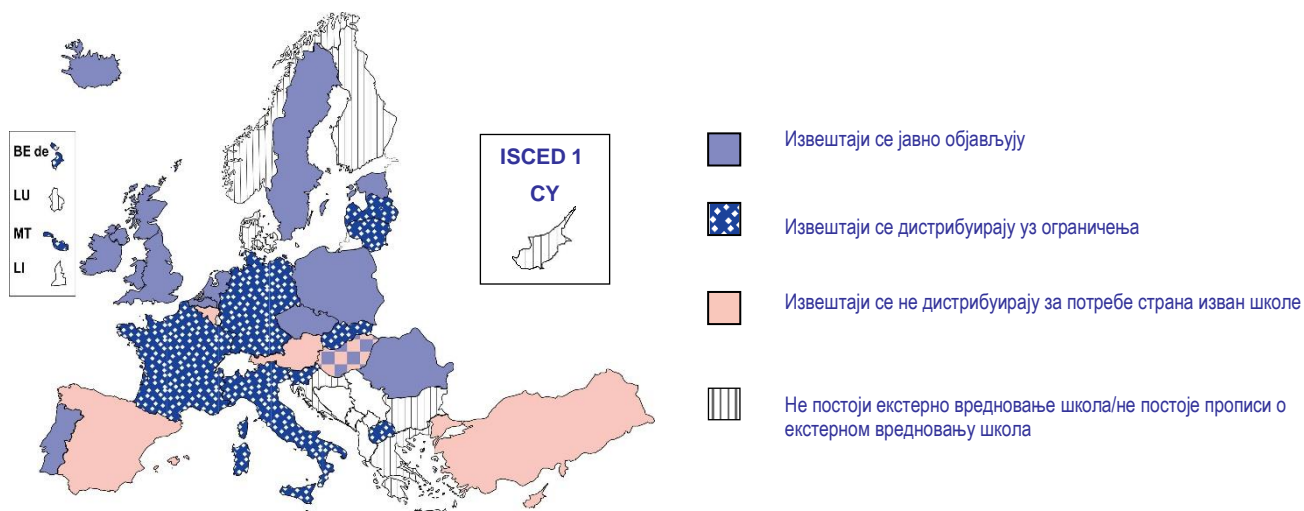 BE de
LU
MT
LI
ISCED 1
CY
Извештаји се јавно објављују
Извештаји се дистрибуирају уз ограничења
Извештаји се не дистрибуирају за потребе страна изван школе
Не постоји екстерно вредновање школа/не постоје прописи о
екстерном вредновању школа